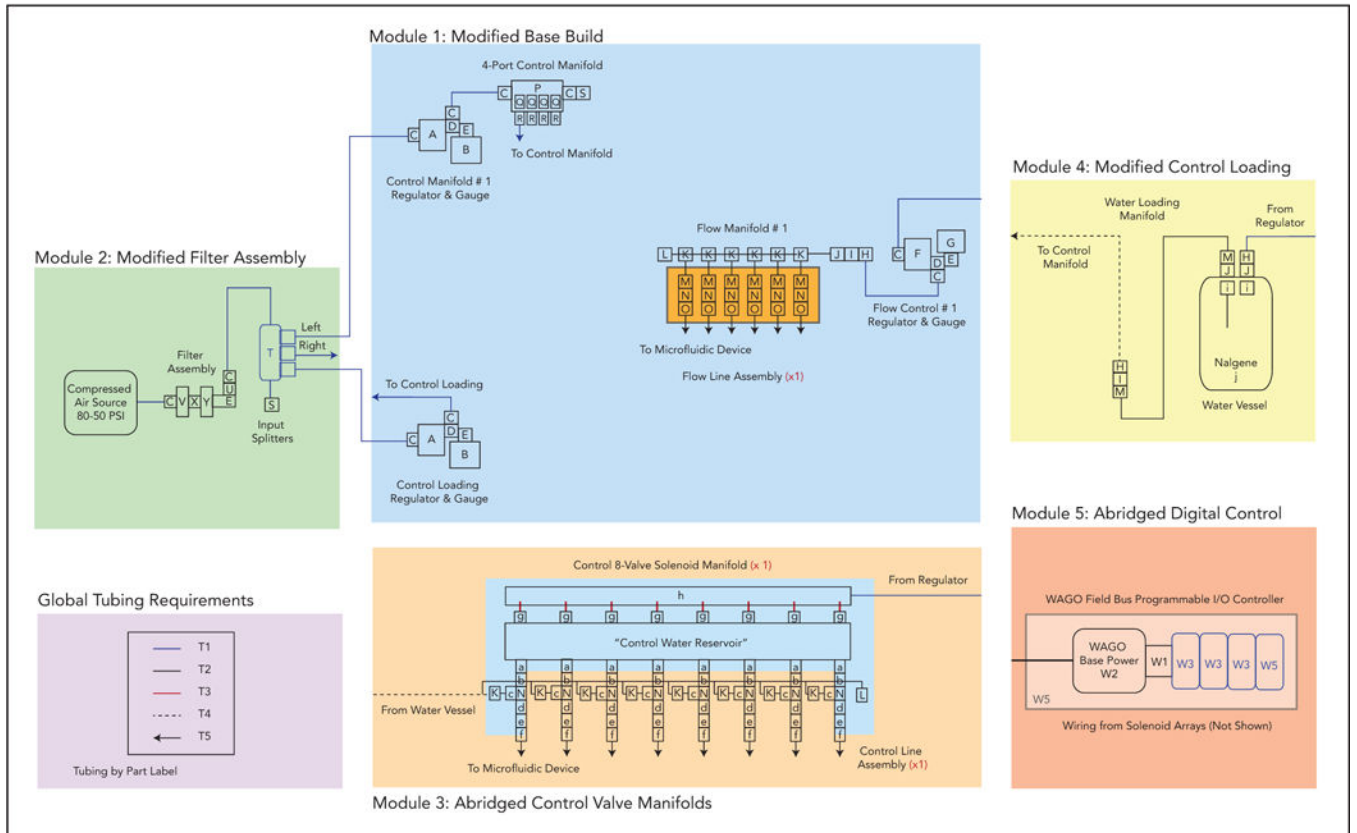 Module 1: Modified Base Build
4-Port Control Manifold
C
P
C S
Q Q Q Q
R R R R
To Control Manifold
C
D
E
C
A
B
Control Manifold # 1
Regulator & Gauge
Flow Manifold # 1
L
K K K K K K
J I H
M M M M M M
N N N N N N
O O O O O O
To Microfluidic Device
Flow Line Assembly (x1)
C
F
G
E
D
C
Flow Control # 1
Regulator & Gauge
To Control Loading
C
D
E
C
A
B
Control Loading
Regulator & Gauge
Module 2: Modified Filter Assembly
Left
Right
T
S
Input
Splitters
Filter
Assembly
C
U
E
C V X Y
Compressed
Air Source
80-50 PSI
Module 4: Modified Control Loading
Water Loading
Manifold
From
Regulator
To Control
Manifold
M H
J J
i i
H
I
M
Nalgene
j
Water Vessel
Module 5: Abridged Digital Control
WAGO Field Bus Programmable I/O Controller
WAGO
Base Power
W2
W1
W3
W3
W3
W5
W5
Wiring from Solenoid Arrays (Not Shown)
Global Tubing Requirements
T1
T2
T3
T4
T5
Tubing by Part Label
Control 8-Valve Solenoid Manifold (x 1)
From Regulator
h
g g g g g g g g
"Control Water Reservoir"
a a a a a a a a
b b b b b b b b
K c N K c N K c N K c N K c N K c N K c N K c N L
d d d d d d d d
e e e e e e e e
f f f f f f f f
From Water Vessel
To Microfluidic Device
Control Line
Assembly (x1)
Module 3: Abridged Control Valve Manifolds